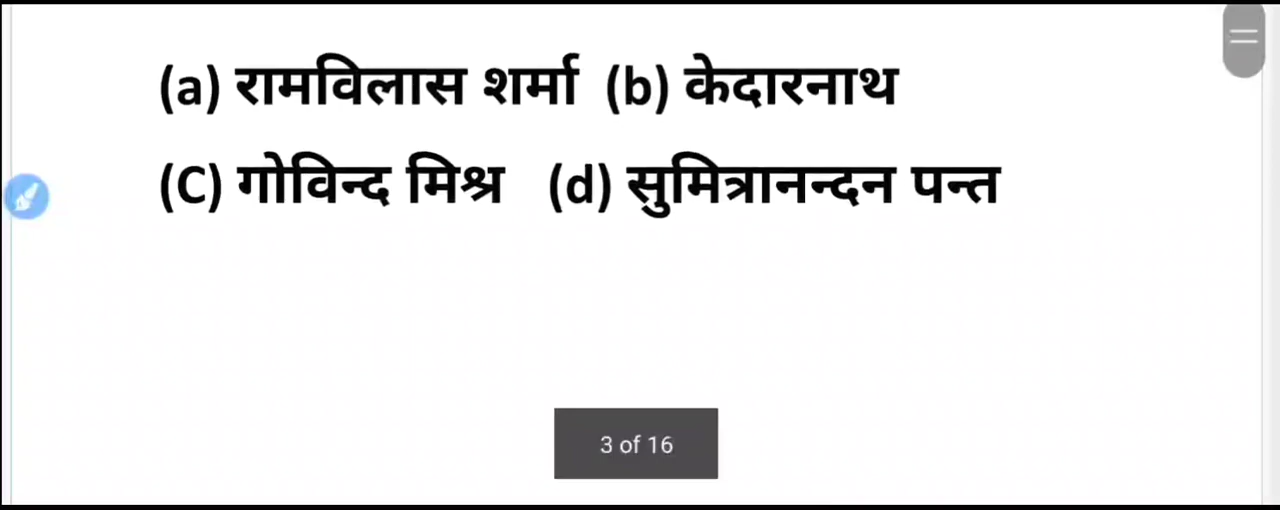 (a) रामविलास शर्मा (b) केदारनाथ
(C) गोविन्द मिश्र (d) सुमित्रानन्दन पन्त
3 of 16